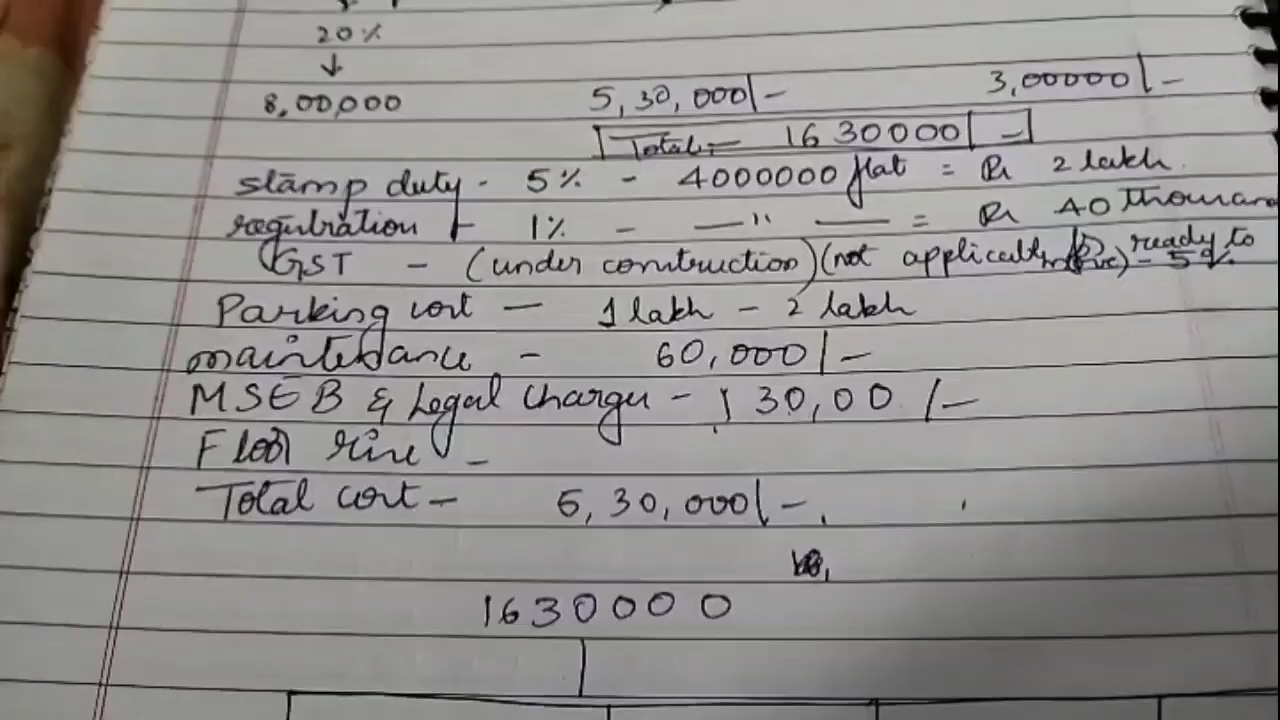 20%
↓
8,00,000 5,30,000/- 3,00000/-
Total:- 1630000/-
stamp duty - 5% - 4000000 flat = Rs 2 lakh
registration - 1% - —"— = Rs 40 thousand
GST - (under construction) (not applicable ready to move) - 5%
Parking cost - 1 lakh - 2 lakh
maintenance - 60,000/-
MSEB & Legal charges - 130,00/-
Floor rise -
Total cost - 5,30,000/-
1630000